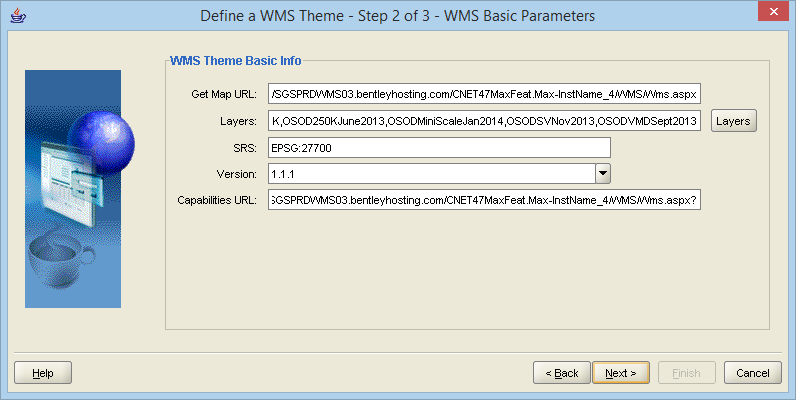 Define a WMS Theme - Step 2 of 3 - WMS Basic Parameters
WMS Theme Basic Info
Get Map URL: /SGSPRDWMS03.bentleyhosting.com/CNET47MaxFeat.Max-InstName_4/WMS/Wms.aspx
Layers: K,OSOD250KJune2013,OSODMiniScaleJan2014,OSODSVNov2013,OSODVMDSept2013 Layers
SRS: EPSG:27700
Version: 1.1.1
Capabilities URL: SGSPRDWMS03.bentleyhosting.com/CNET47MaxFeat.Max-InstName_4/WMS/Wms.aspx?
Help < Back Next > Finish Cancel